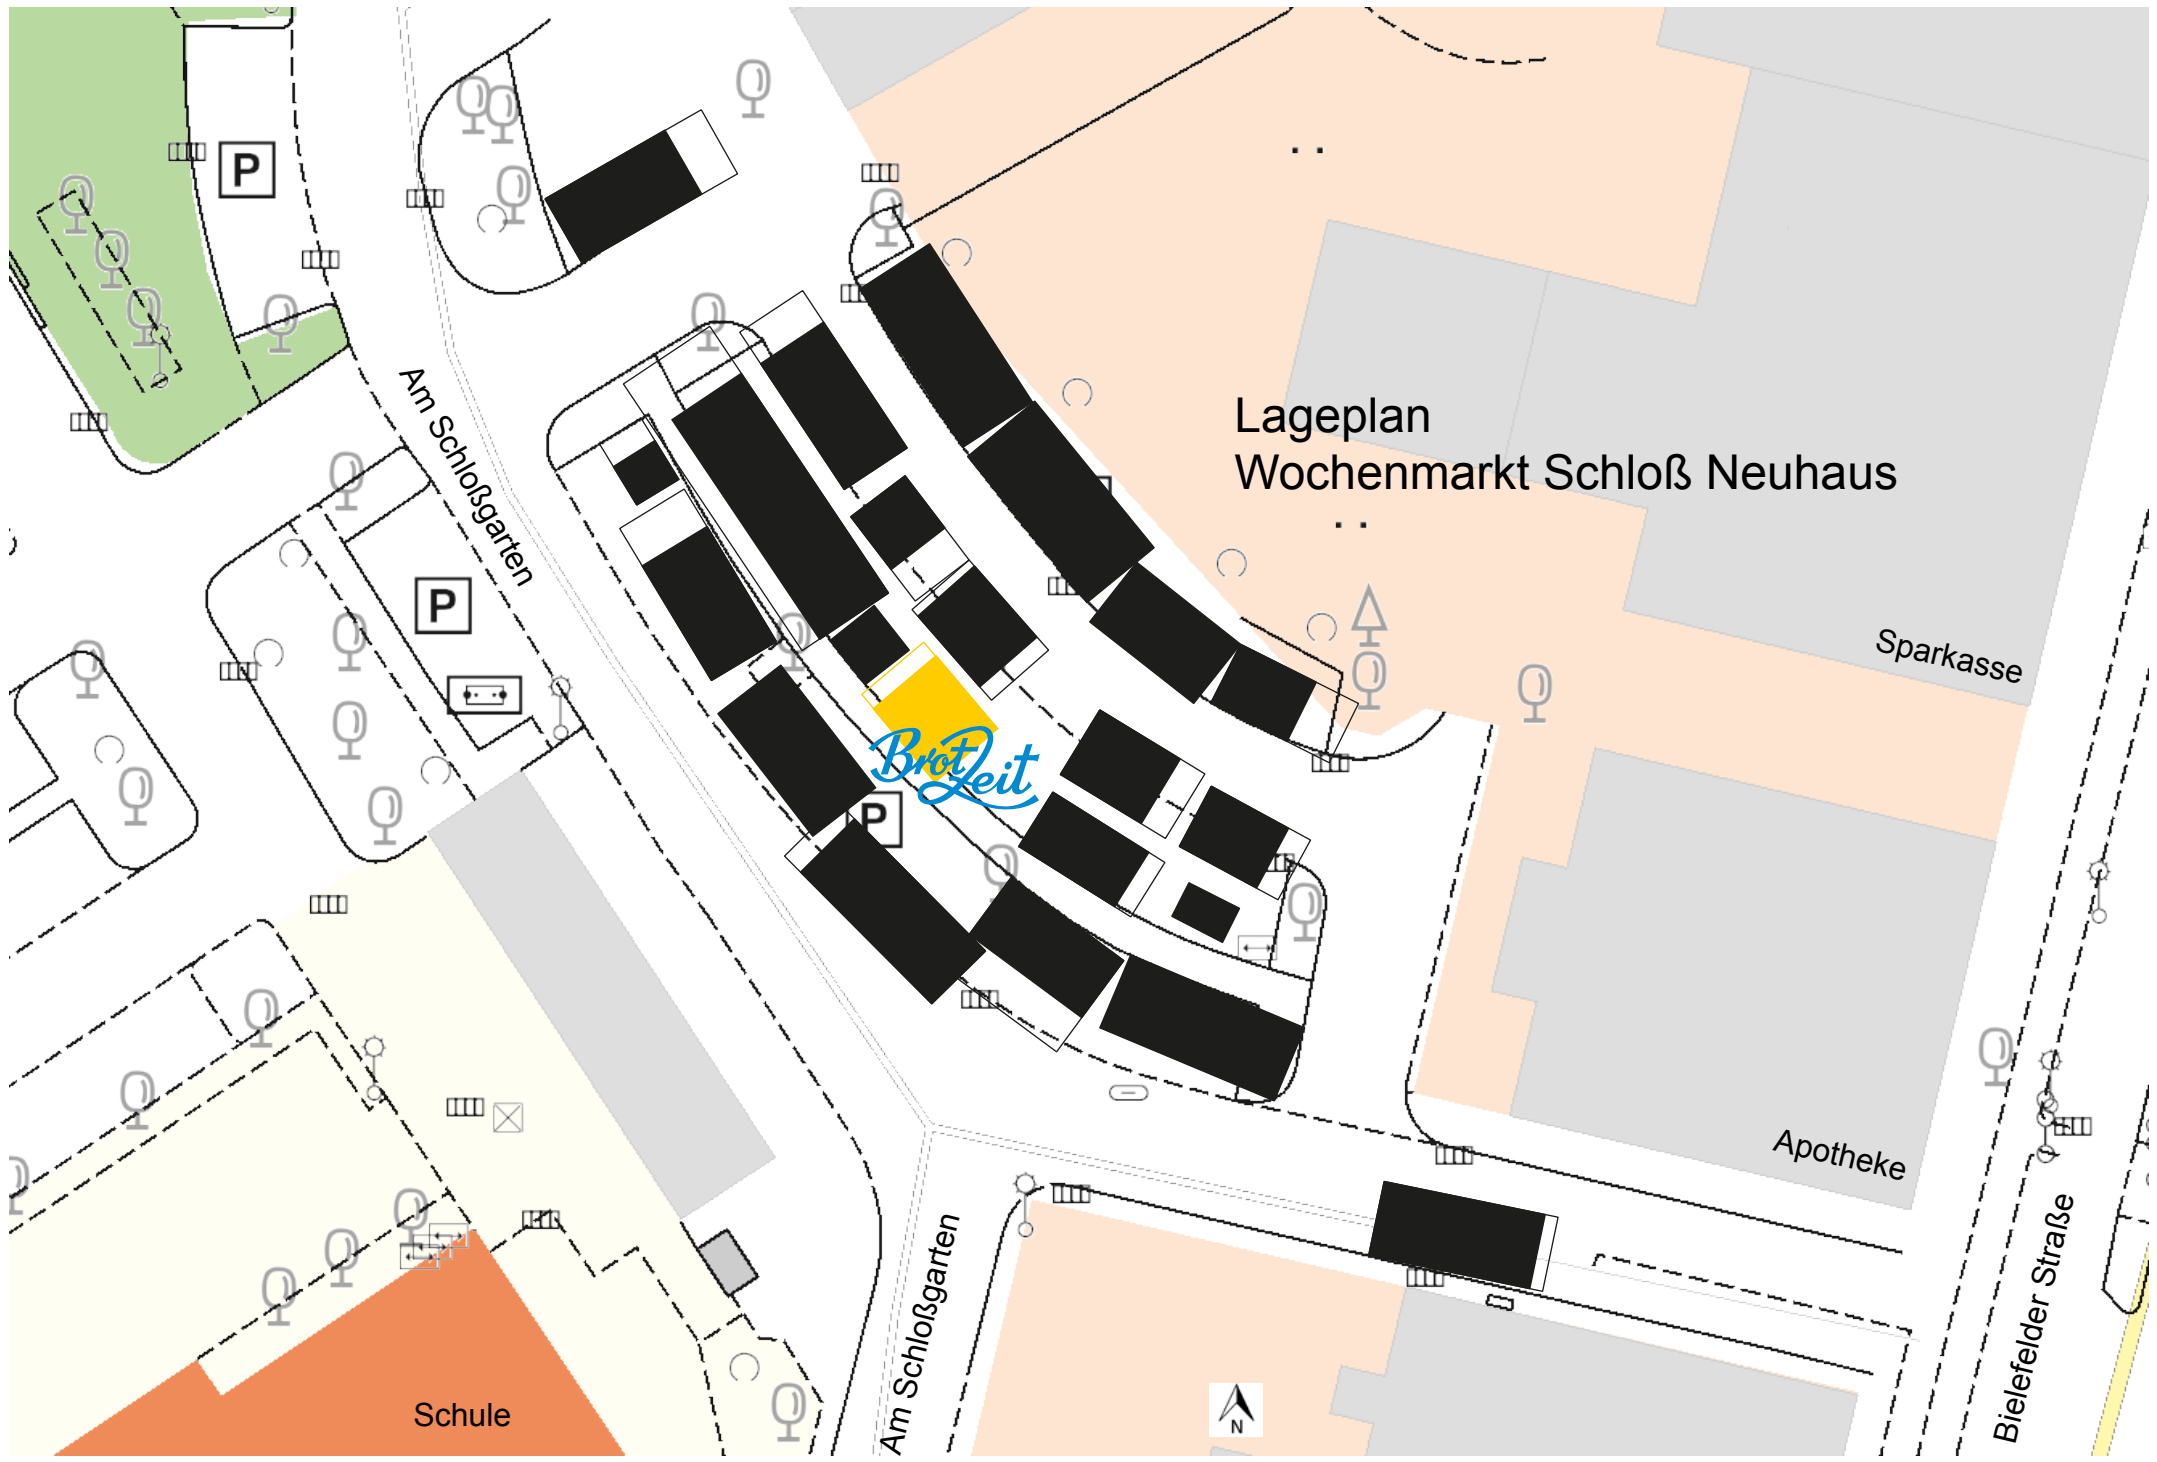 P
Am Schloßgarten
Lageplan
Wochenmarkt Schloß Neuhaus
P
Sparkasse
BrotZeit
P
Apotheke
Am Schloßgarten
Bielefelder Straße
Schule
N